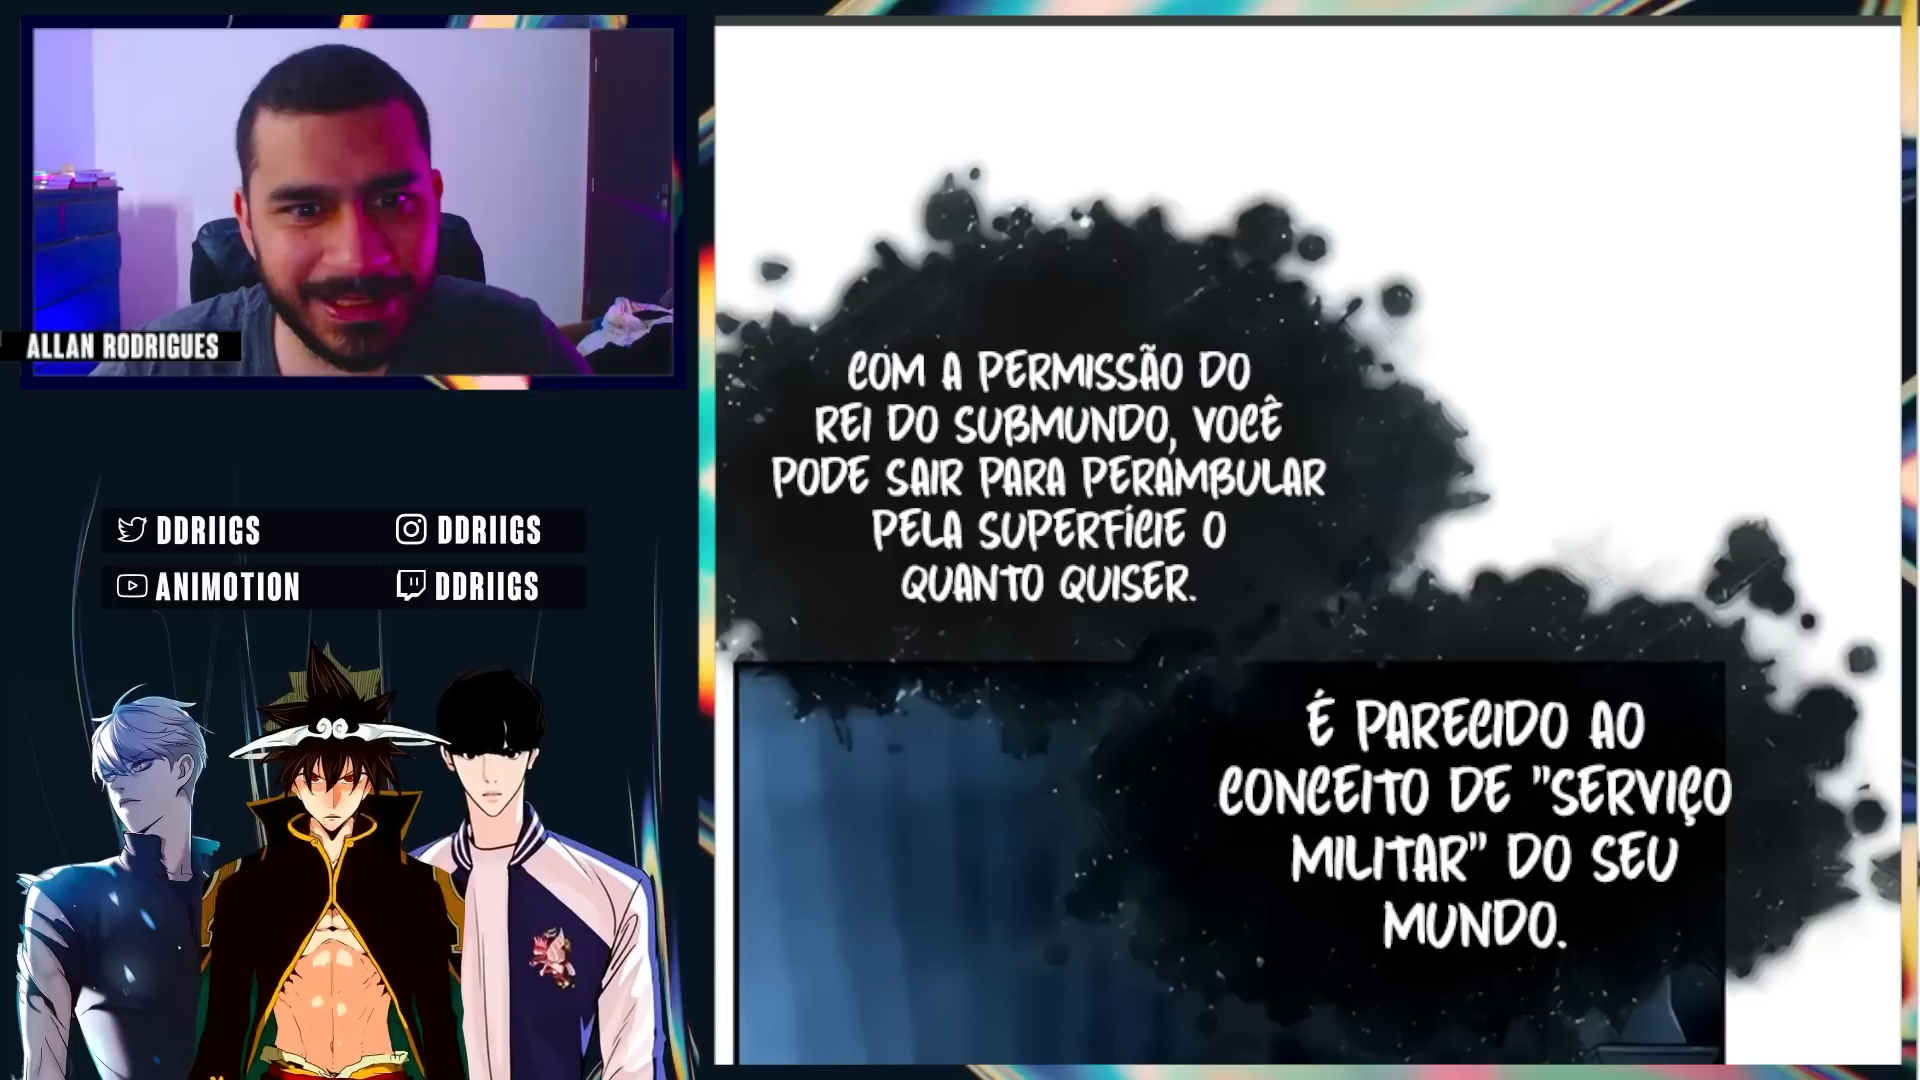 ALLAN RODRIGUES
DDRIIGS
DDRIIGS
ANIMOTION
DDRIIGS
COM A PERMISSÃO DO
REI DO SUBMUNDO, VOCÊ
PODE SAIR PARA PERAMBULAR
PELA SUPERFÍCIE O
QUANTO QUISER.
É PARECIDO AO
CONCEITO DE "SERVIÇO
MILITAR" DO SEU
MUNDO.